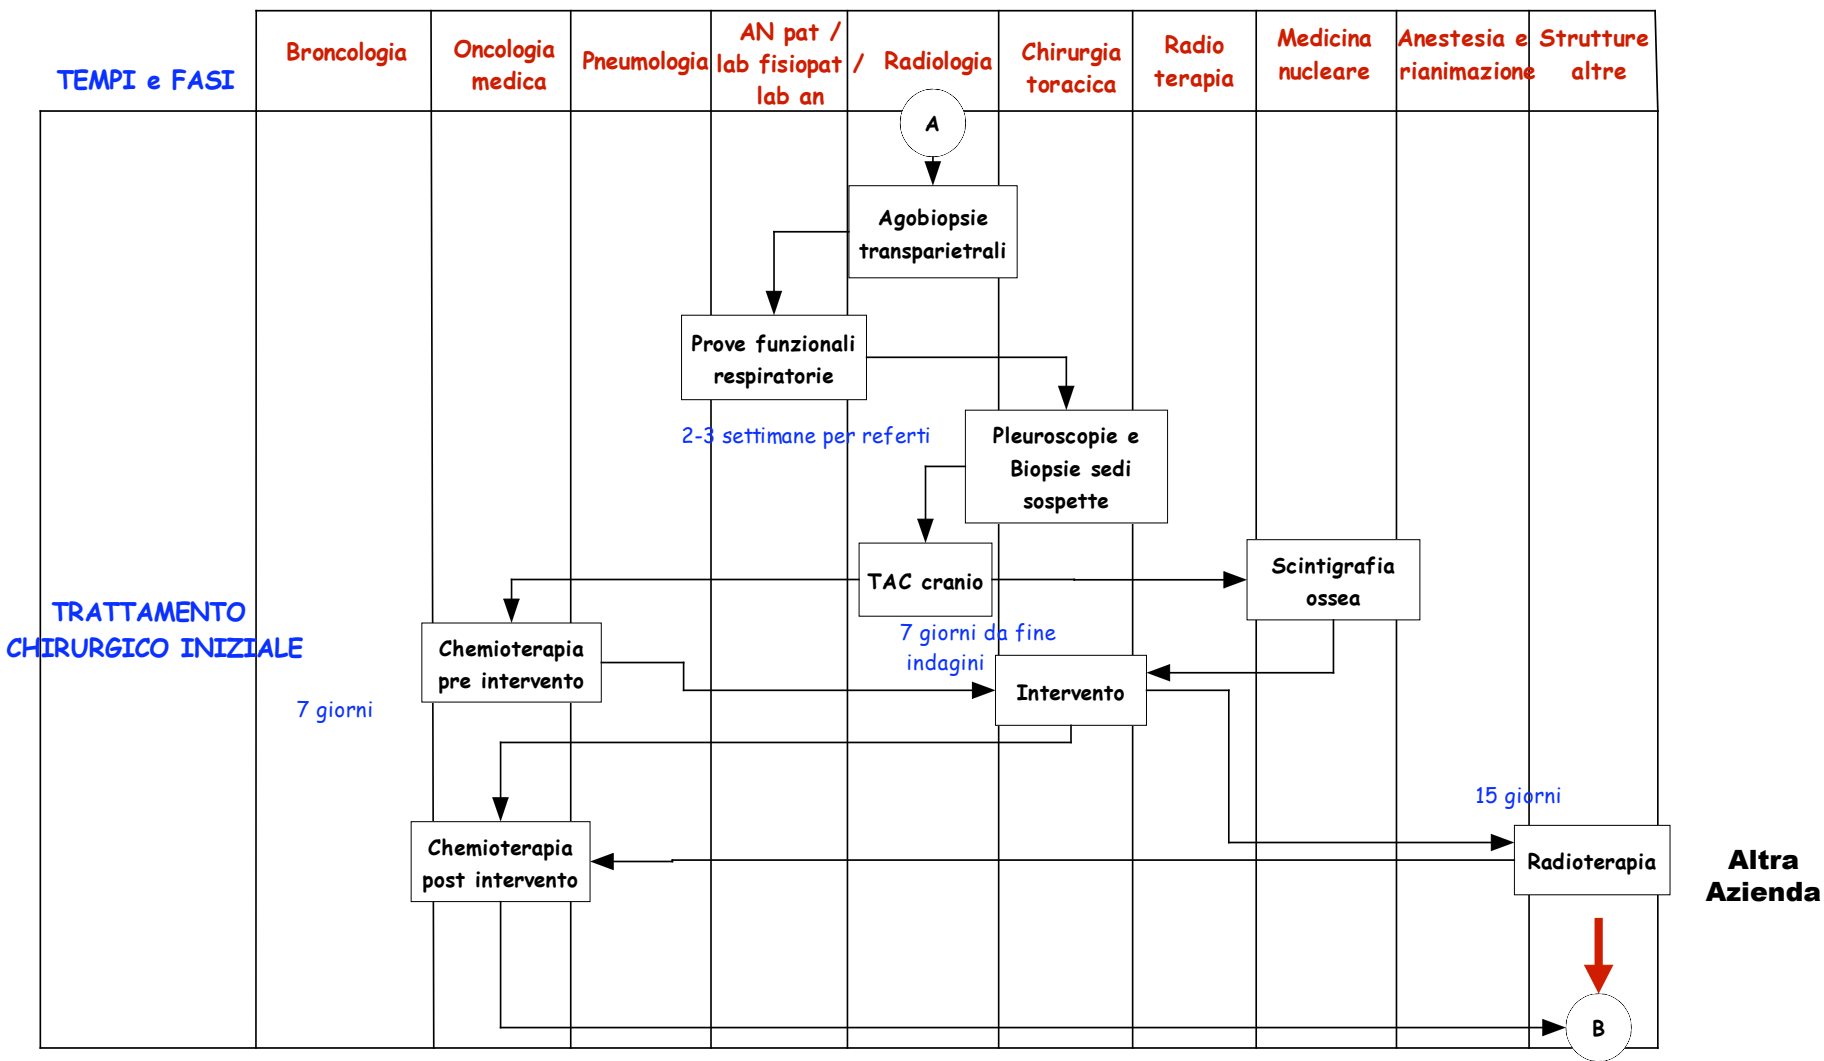 TEMPI e FASI
Broncologia
Oncologia
medica
Pneumologia
AN pat /
lab fisiopat /
lab an
Radiologia
Chirurgia
toracica
Radio
terapia
Medicina
nucleare
Anestesia e
rianimazione
Strutture
altre
A
Agobiopsie
transparietrali
Prove funzionali
respiratorie
2-3 settimane per referti
Pleuroscopie e
Biopsie sedi
sospette
TAC cranio
Scintigrafia
ossea
TRATTAMENTO
CHIRURGICO INIZIALE
Chemioterapia
pre intervento
7 giorni da fine
indagini
Intervento
7 giorni
15 giorni
Chemioterapia
post intervento
Radioterapia
Altra
Azienda
B